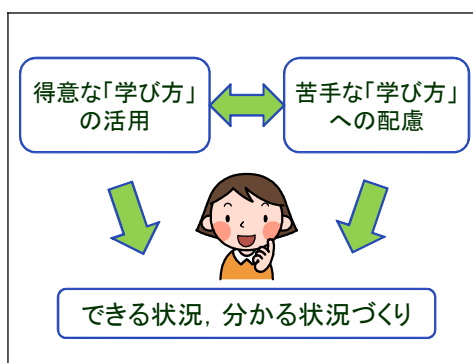 得意な｢学び方｣
の活用
苦手な｢学び方｣
への配慮
できる状況，分かる状況づくり